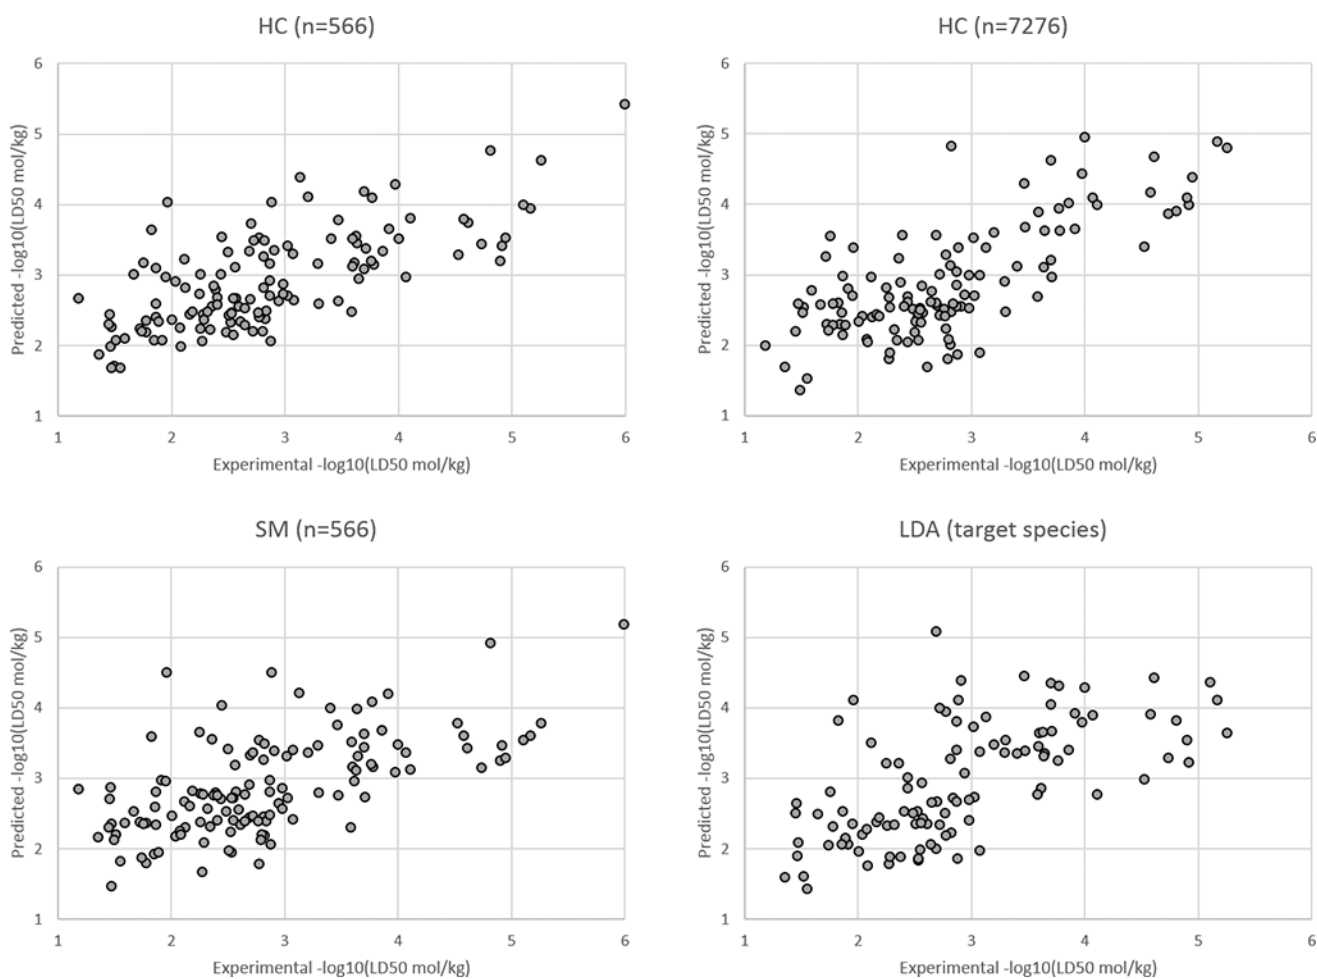 HC (n=566)
6
5
4
3
2
1
Predicted -log10(LD50 mol/kg)
1 2 3 4 5 6
Experimental -log10(LD50 mol/kg)
HC (n=7276)
6
5
4
3
2
1
Predicted -log10(LD50 mol/kg)
1 2 3 4 5 6
Experimental -log10(LD50 mol/kg)
SM (n=566)
6
5
4
3
2
1
Predicted -log10(LD50 mol/kg)
1 2 3 4 5 6
Experimental -log10(LD50 mol/kg)
LDA (target species)
6
5
4
3
2
1
Predicted -log10(LD50 mol/kg)
1 2 3 4 5 6
Experimental -log10(LD50 mol/kg)